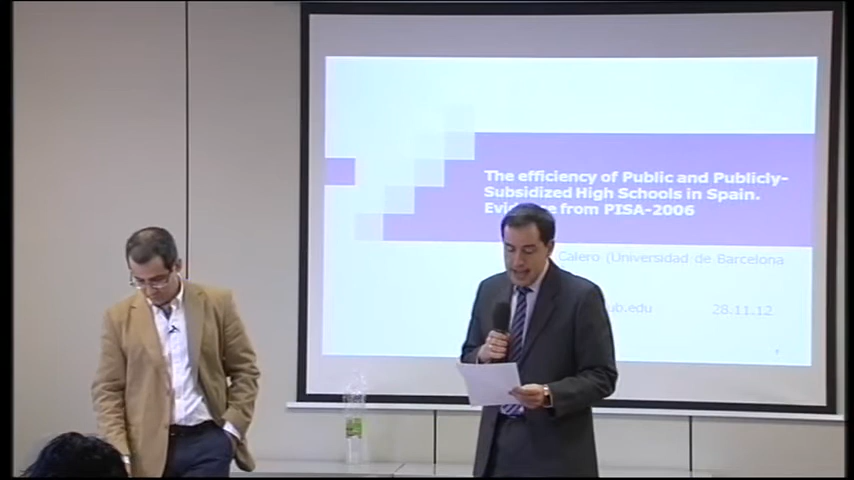 The efficiency of Public and Publicly-
Subsidized High Schools in Spain.
from PISA-2006
Calero (Universidad de Barcelona
ub.edu
28.11.12